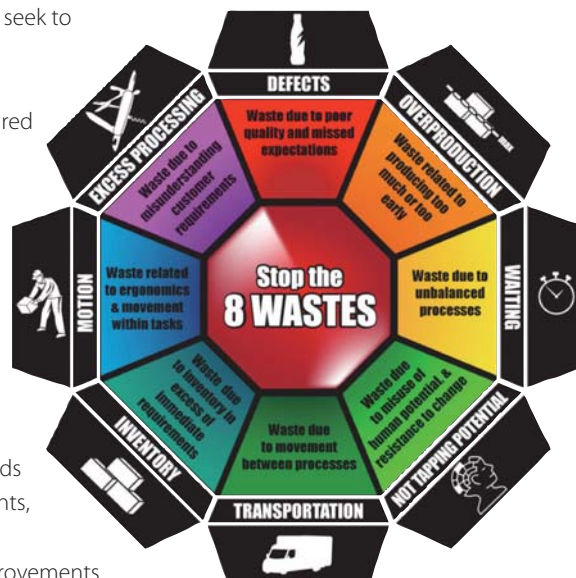 seek to
red
ds
nts,
provements
DEFECTS
Waste due to poor
quality and missed
expectations
OVERPRODUCTION
Waste related to
producing too
much or too
early
MAX
WAITING
Waste due to
unbalanced
processes
NOT TAPPING POTENTIAL
Waste due
to misuse of
human potential, &
resistance to change
TRANSPORTATION
Waste due
to movement
between processes
INVENTORY
Waste due
to inventory in
excess of
immediate
requirements
MOTION
Waste related
to ergonomics
& movement
within tasks
EXCESS PROCESSING
Waste due to
misunderstanding
customer
requirements
Stop the
8 WASTES